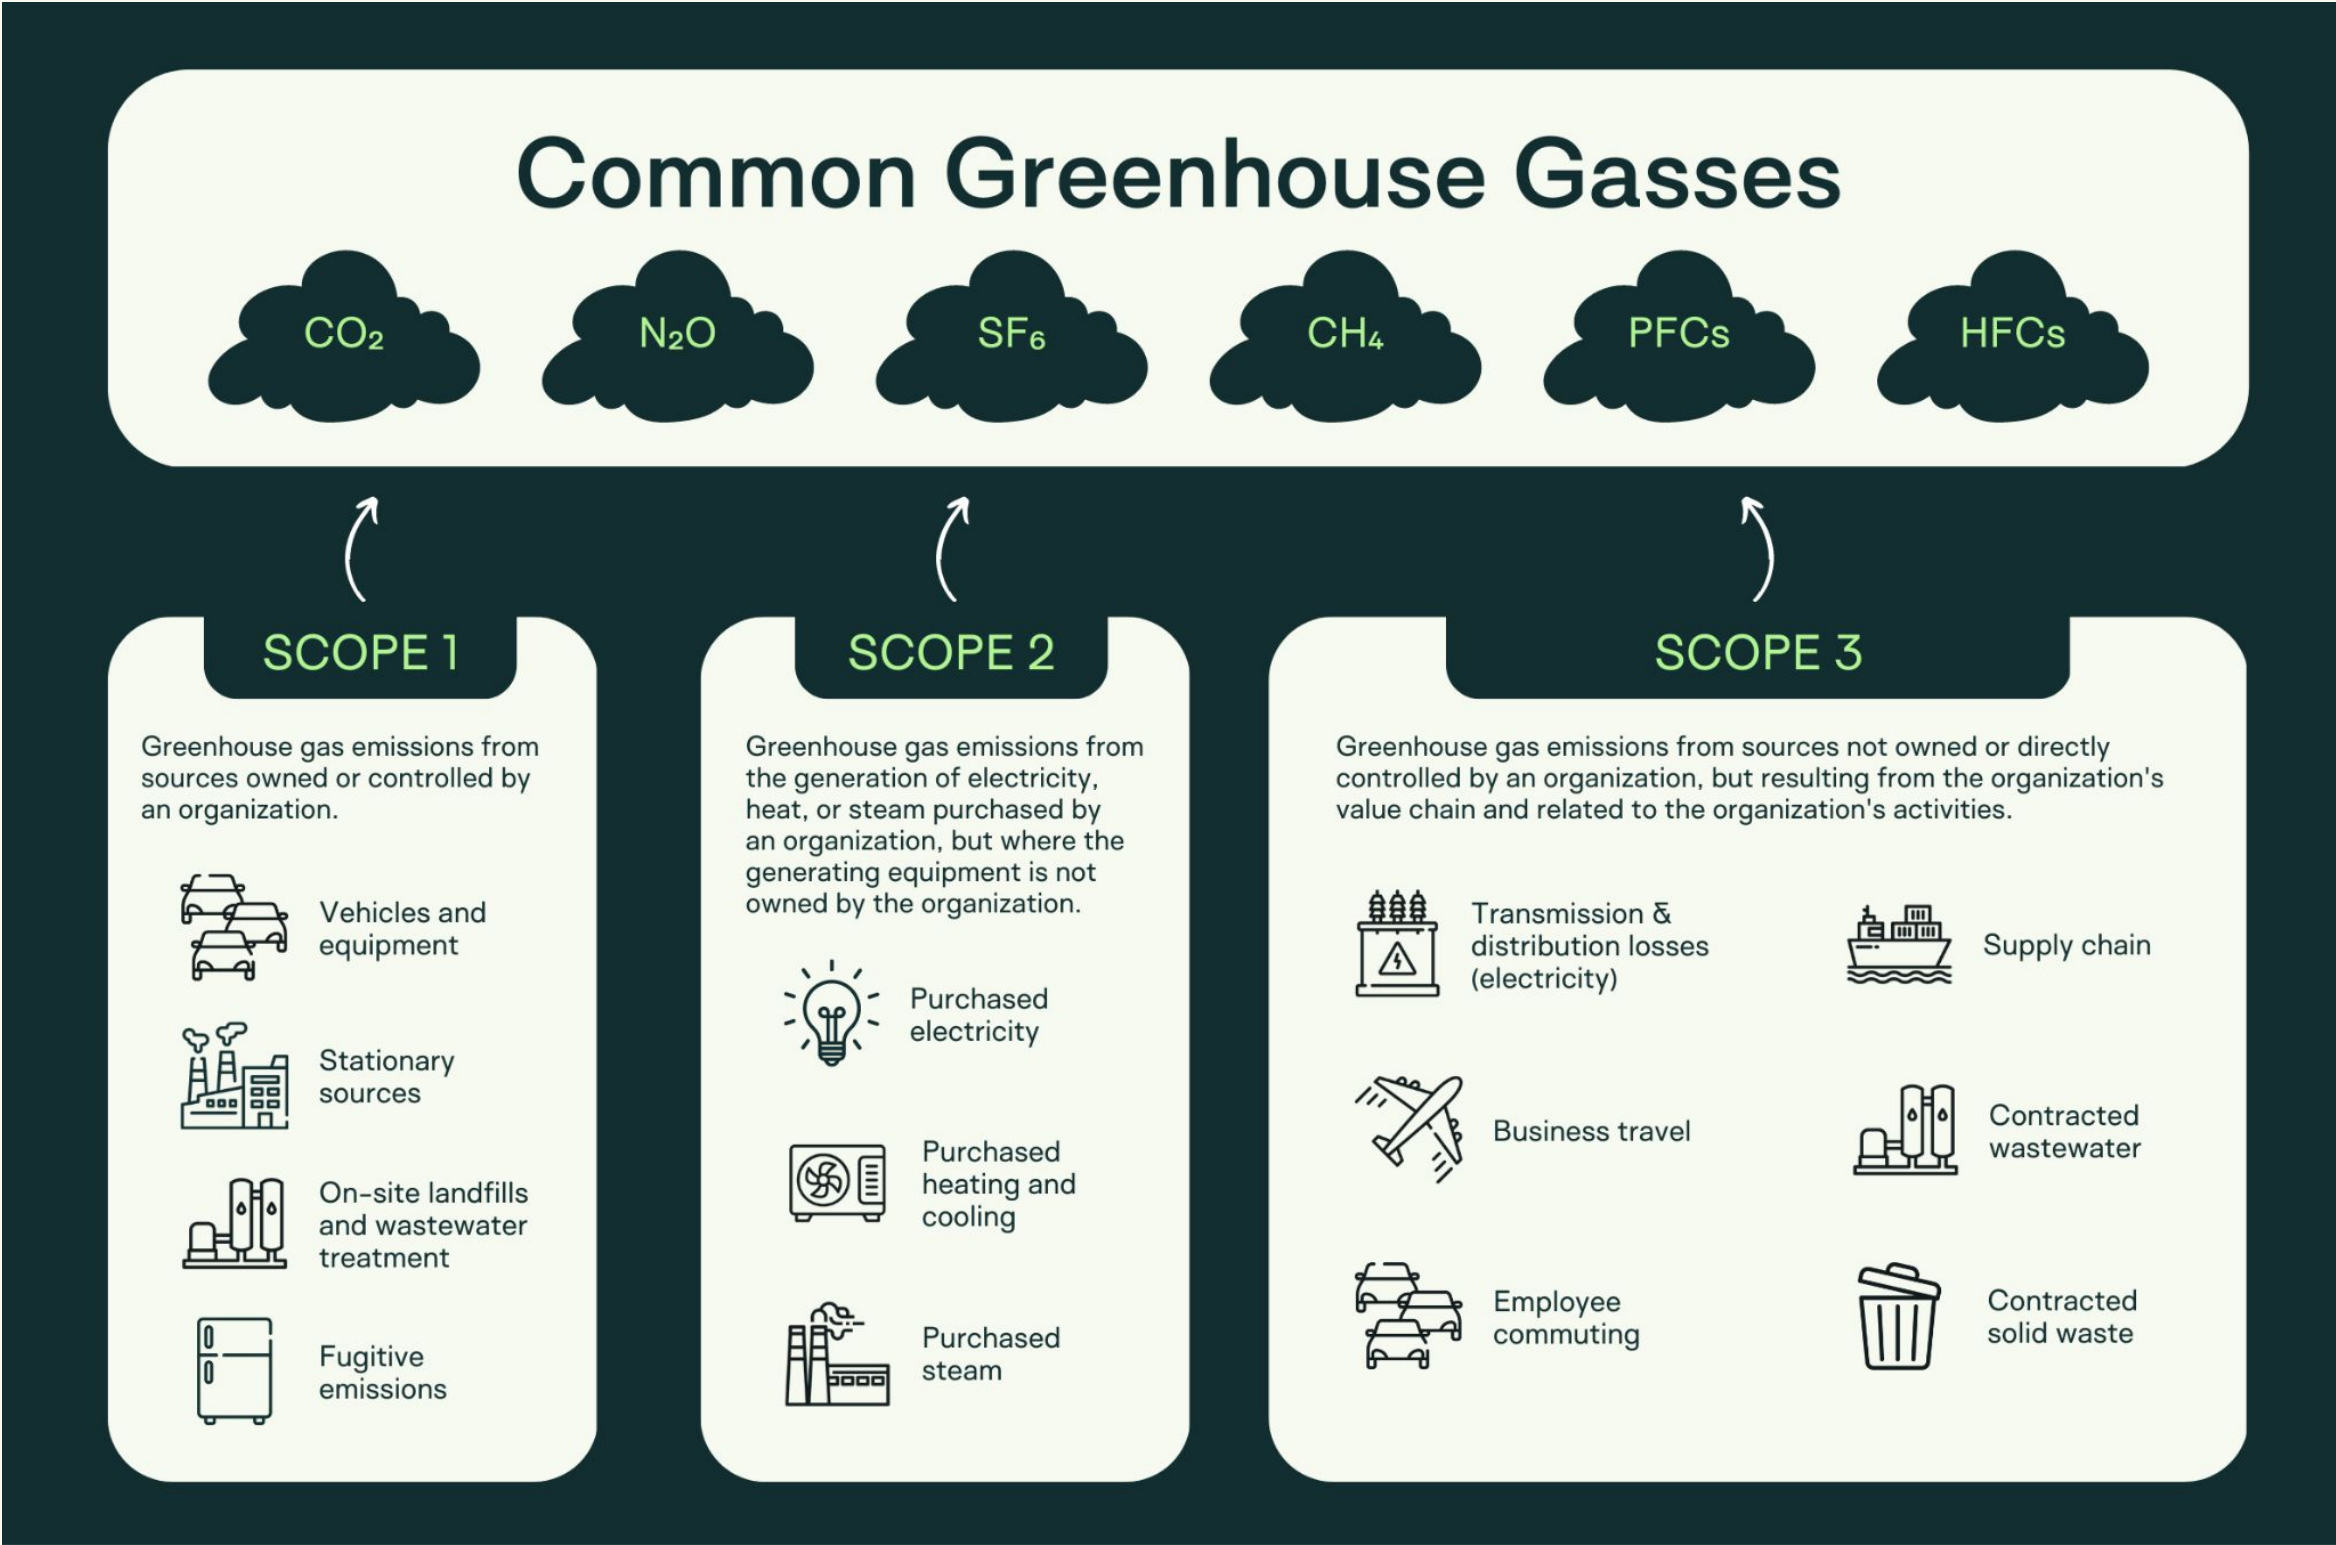 Common Greenhouse Gasses
CO₂
N₂O
SF₆
CH₄
PFCs
HFCs
SCOPE 1
Greenhouse gas emissions from
sources owned or controlled by
an organization.
Vehicles and
equipment
Stationary
sources
On-site landfills
and wastewater
treatment
Fugitive
emissions
SCOPE 2
Greenhouse gas emissions from
the generation of electricity,
heat, or steam purchased by
an organization, but where the
generating equipment is not
owned by the organization.
Purchased
electricity
Purchased
heating and
cooling
Purchased
steam
SCOPE 3
Greenhouse gas emissions from sources not owned or directly
controlled by an organization, but resulting from the organization's
value chain and related to the organization's activities.
Transmission &
distribution losses
(electricity)
Supply chain
Business travel
Contracted
wastewater
Employee
commuting
Contracted
solid waste